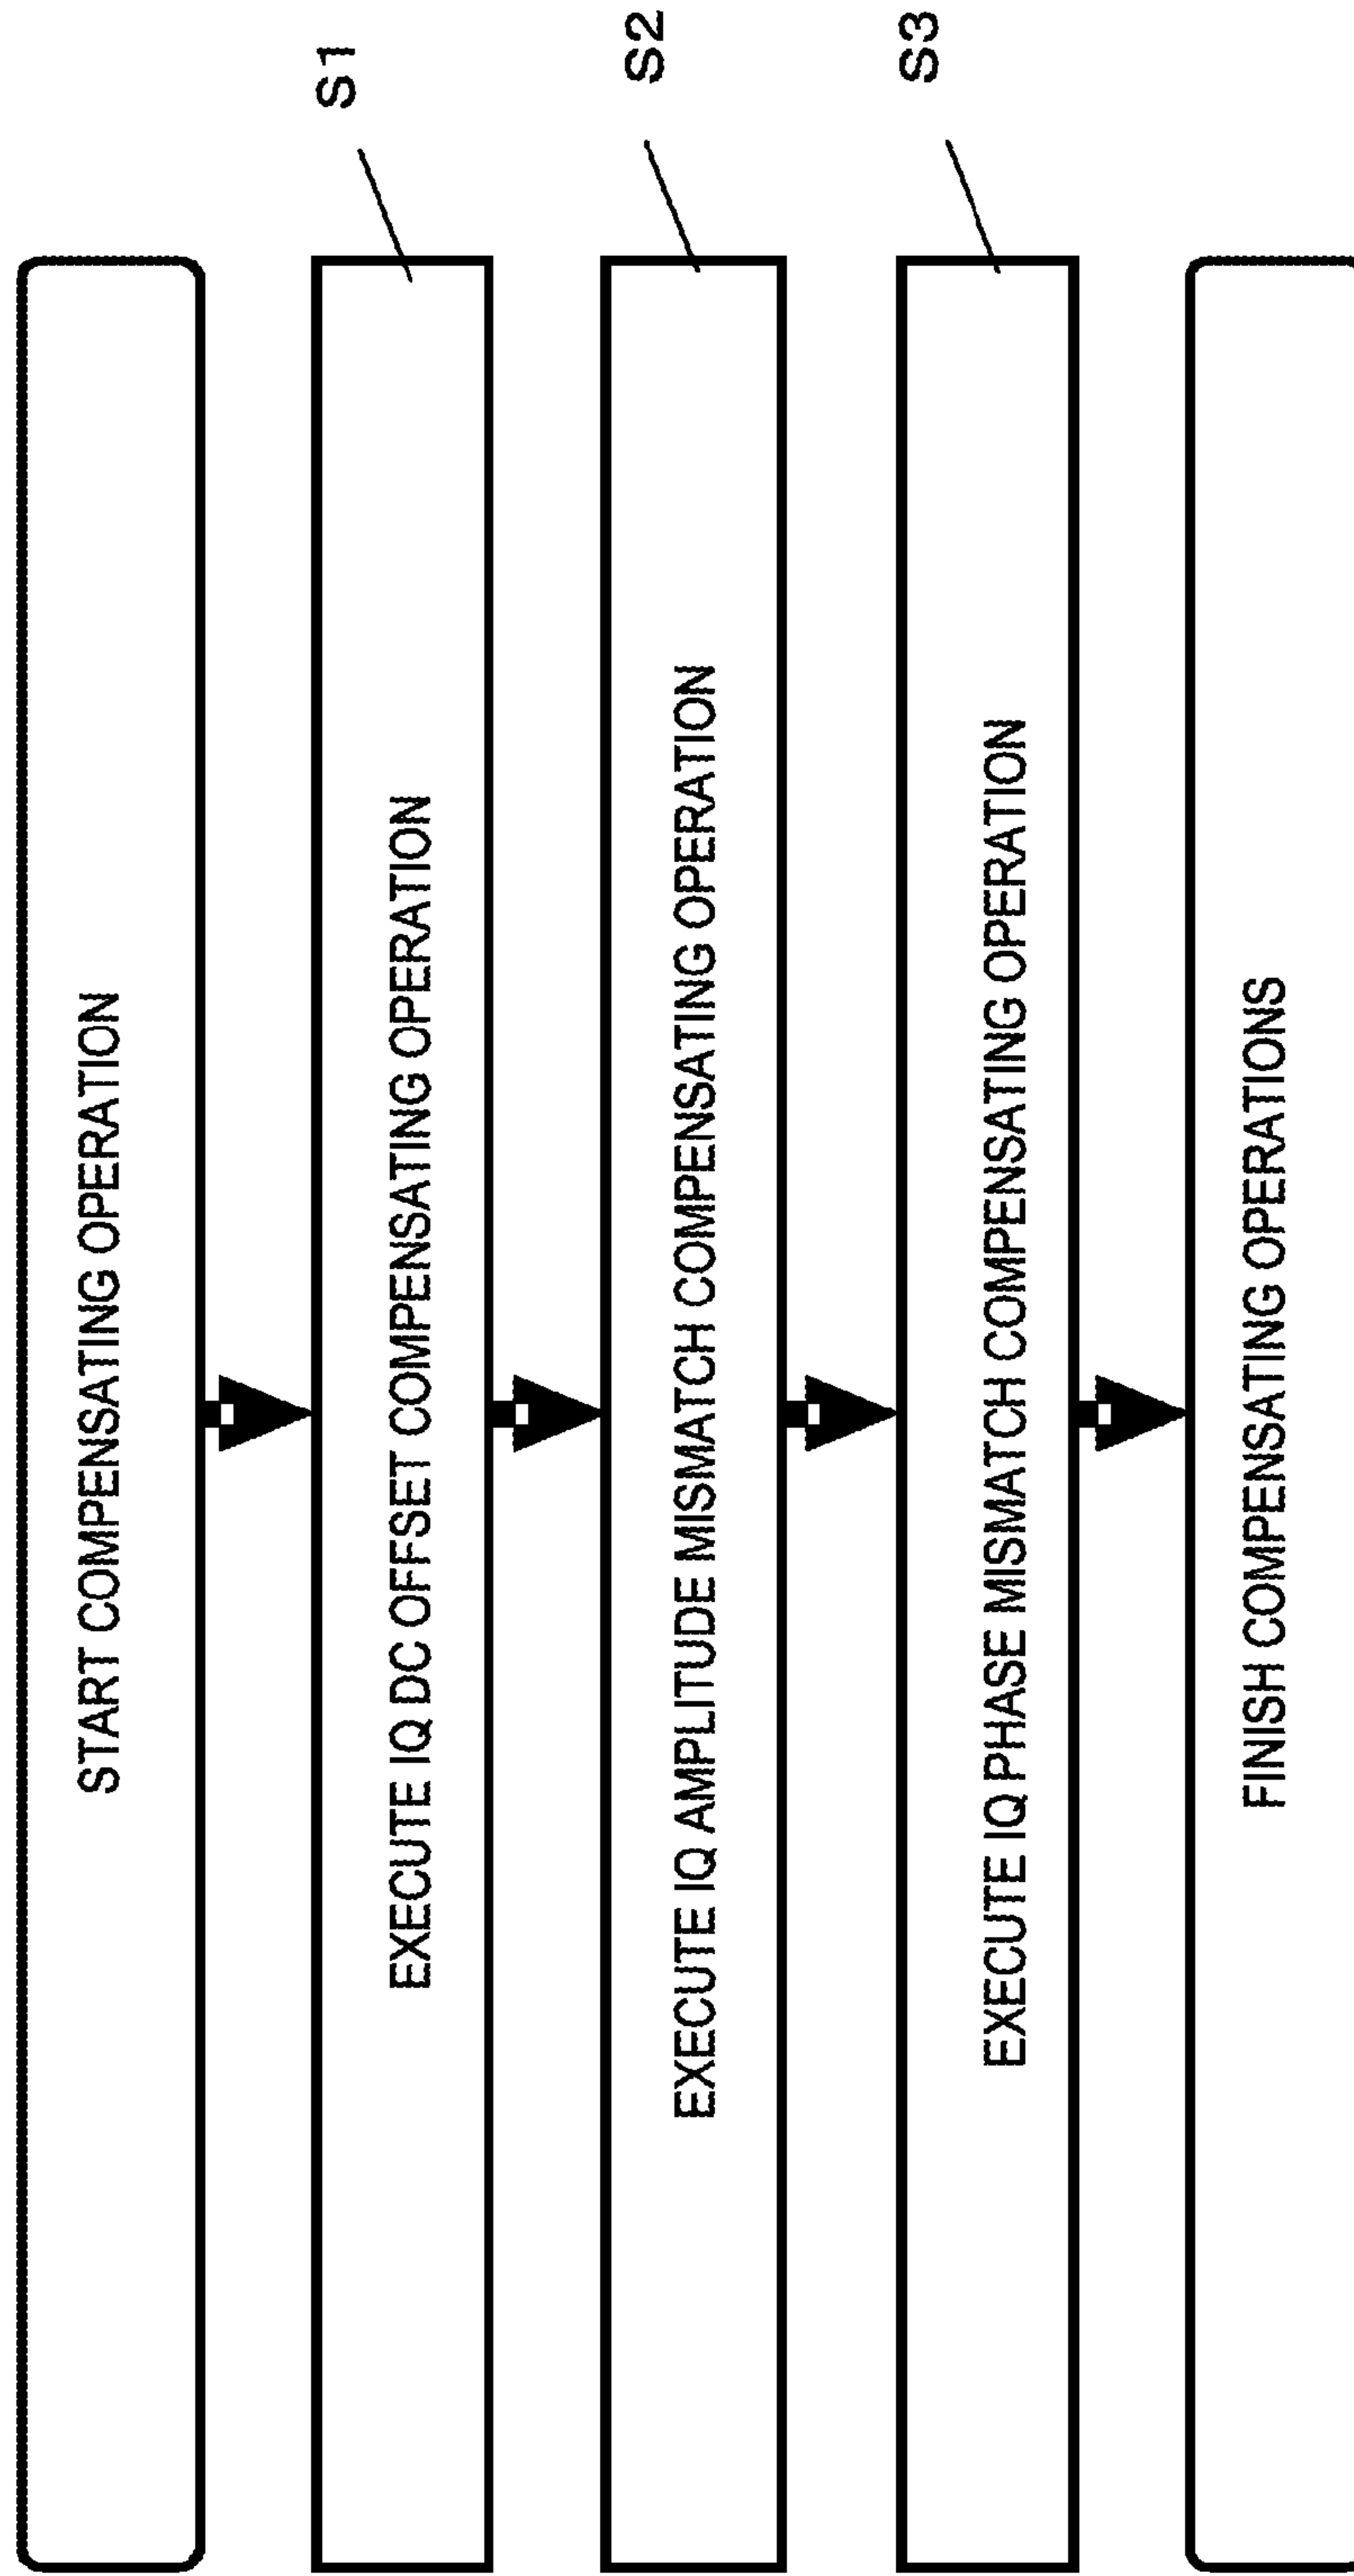 START COMPENSATING OPERATION
S1
EXECUTE IQ DC OFFSET COMPENSATING OPERATION
S2
EXECUTE IQ AMPLITUDE MISMATCH COMPENSATING OPERATION
S3
EXECUTE IQ PHASE MISMATCH COMPENSATING OPERATION
FINISH COMPENSATING OPERATIONS